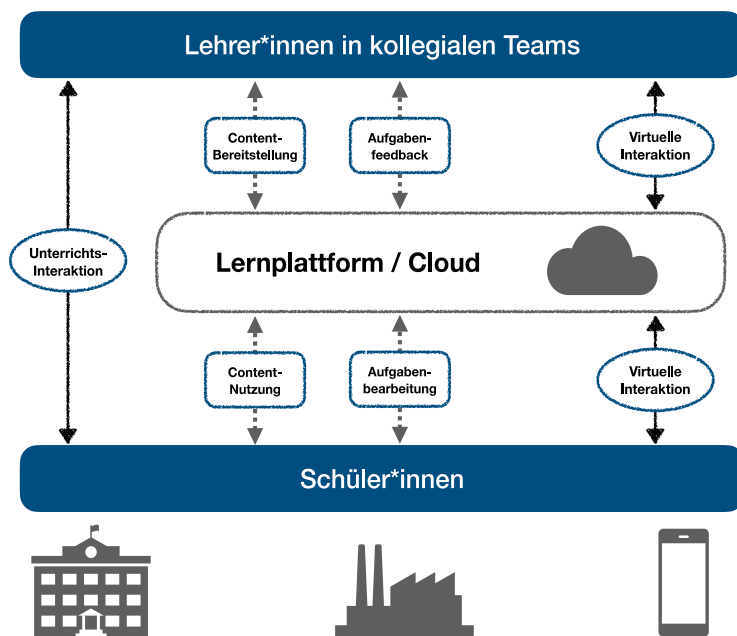 Lehrer*innen in kollegialen Teams
Content-
Bereitstellung
Aufgaben-
feedback
Virtuelle
Interaktion
Unterrichts-
Interaktion
Lernplattform / Cloud
Content-
Nutzung
Aufgaben-
bearbeitung
Virtuelle
Interaktion
Schüler*innen